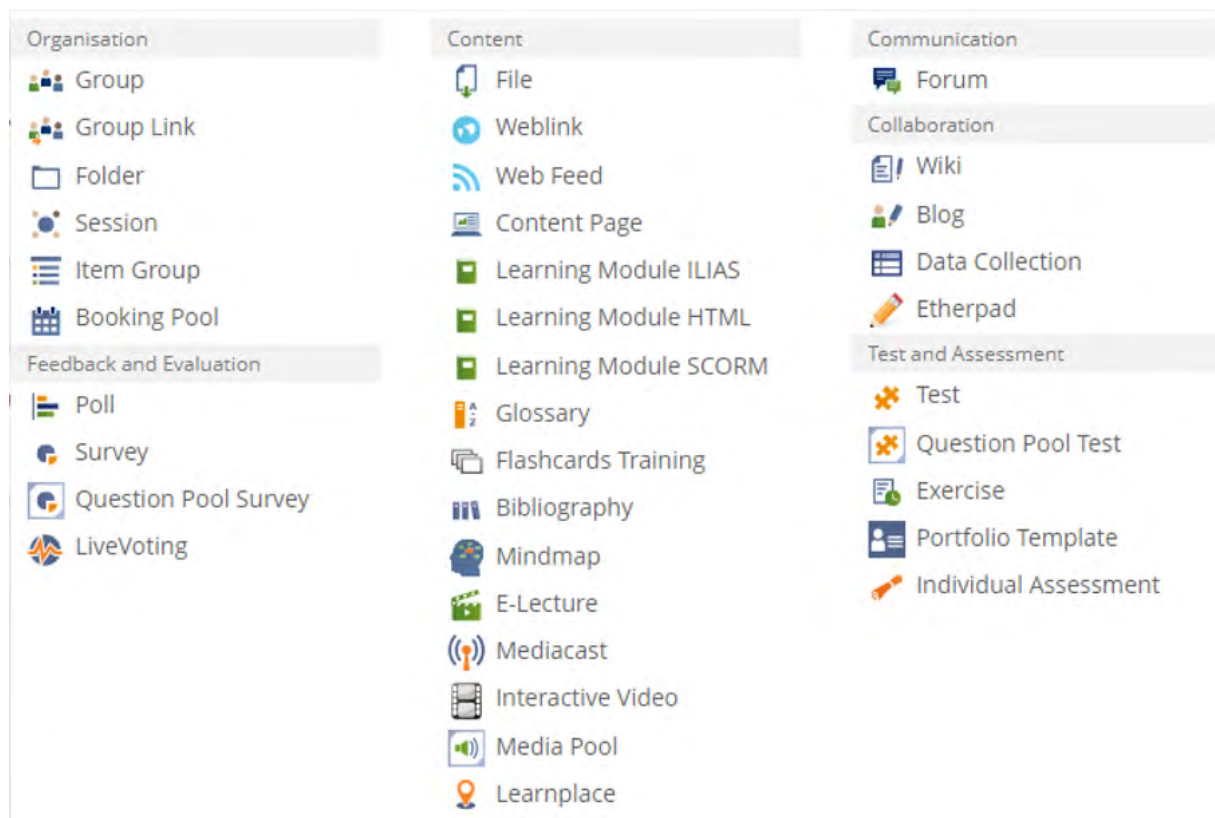 Organisation
Group
Group Link
Folder
Session
Item Group
Booking Pool
Feedback and Evaluation
Poll
Survey
Question Pool Survey
LiveVoting
Content
File
Weblink
Web Feed
Content Page
Learning Module ILIAS
Learning Module HTML
Learning Module SCORM
A
Z
Glossary
Flashcards Training
Bibliography
Mindmap
E-Lecture
Mediacast
Interactive Video
Media Pool
Learnplace
Communication
Forum
Collaboration
Wiki
Blog
Data Collection
Etherpad
Test and Assessment
Test
Question Pool Test
Exercise
Portfolio Template
Individual Assessment